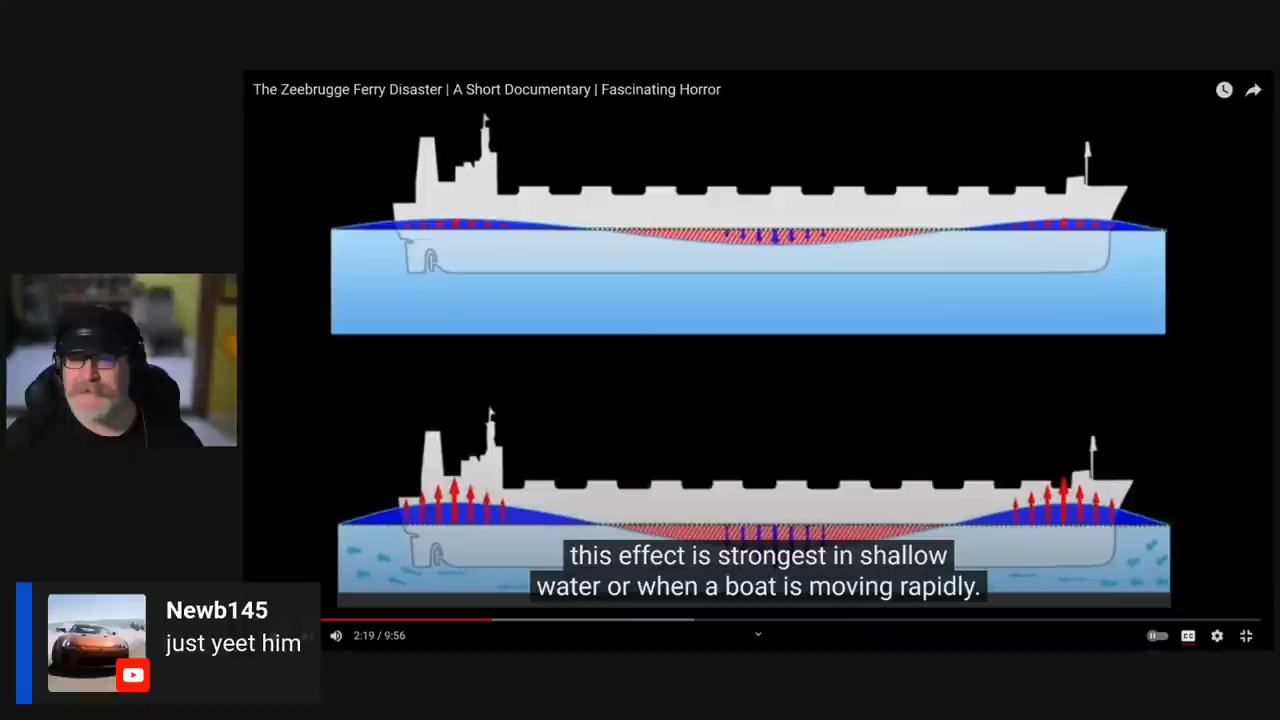 The Zeebrugge Ferry Disaster | A Short Documentary | Fascinating Horror
this effect is strongest in shallow
water or when a boat is moving rapidly.
Newb145
just yeet him
2:19 / 9:56
CC